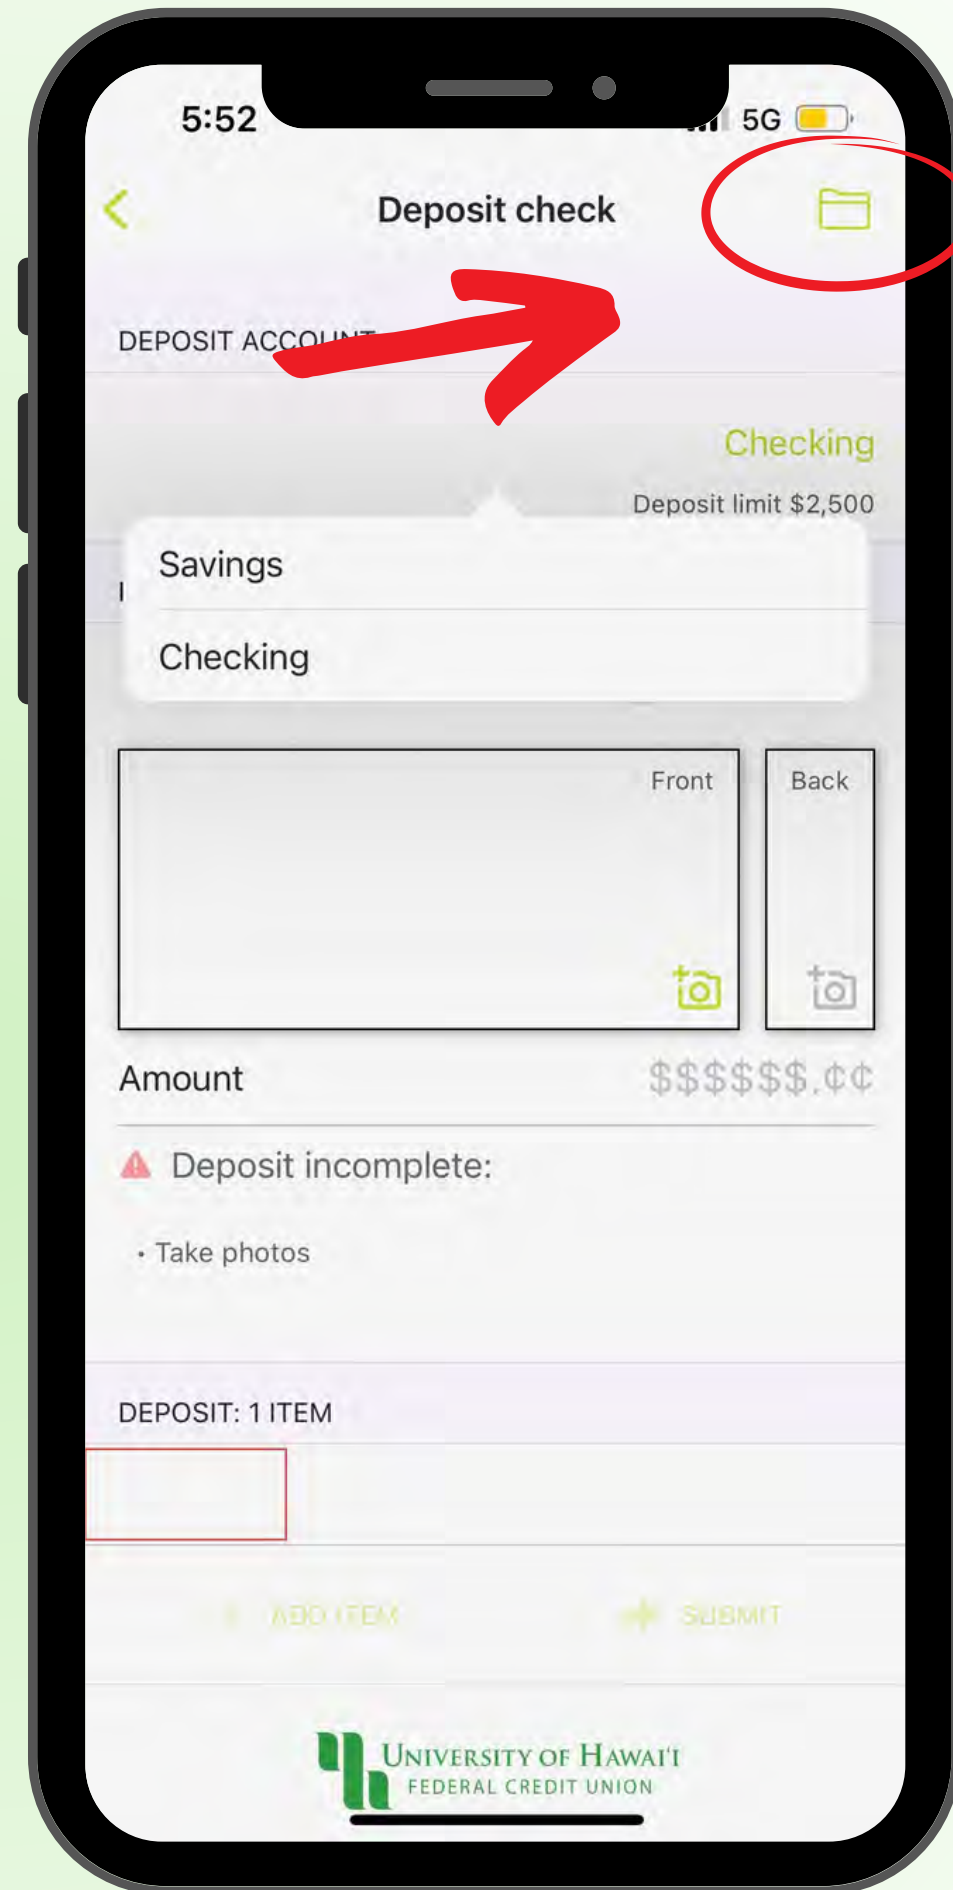 5:52
5G
Deposit check
DEPOSIT ACCOUNT
Checking
Deposit limit $2,500
Savings
Checking
Front
Back
Amount
$$$$$$.¢¢
Deposit incomplete:
• Take photos
DEPOSIT: 1 ITEM
ADD ITEM
SUBMIT
UNIVERSITY OF HAWAI'I
FEDERAL CREDIT UNION